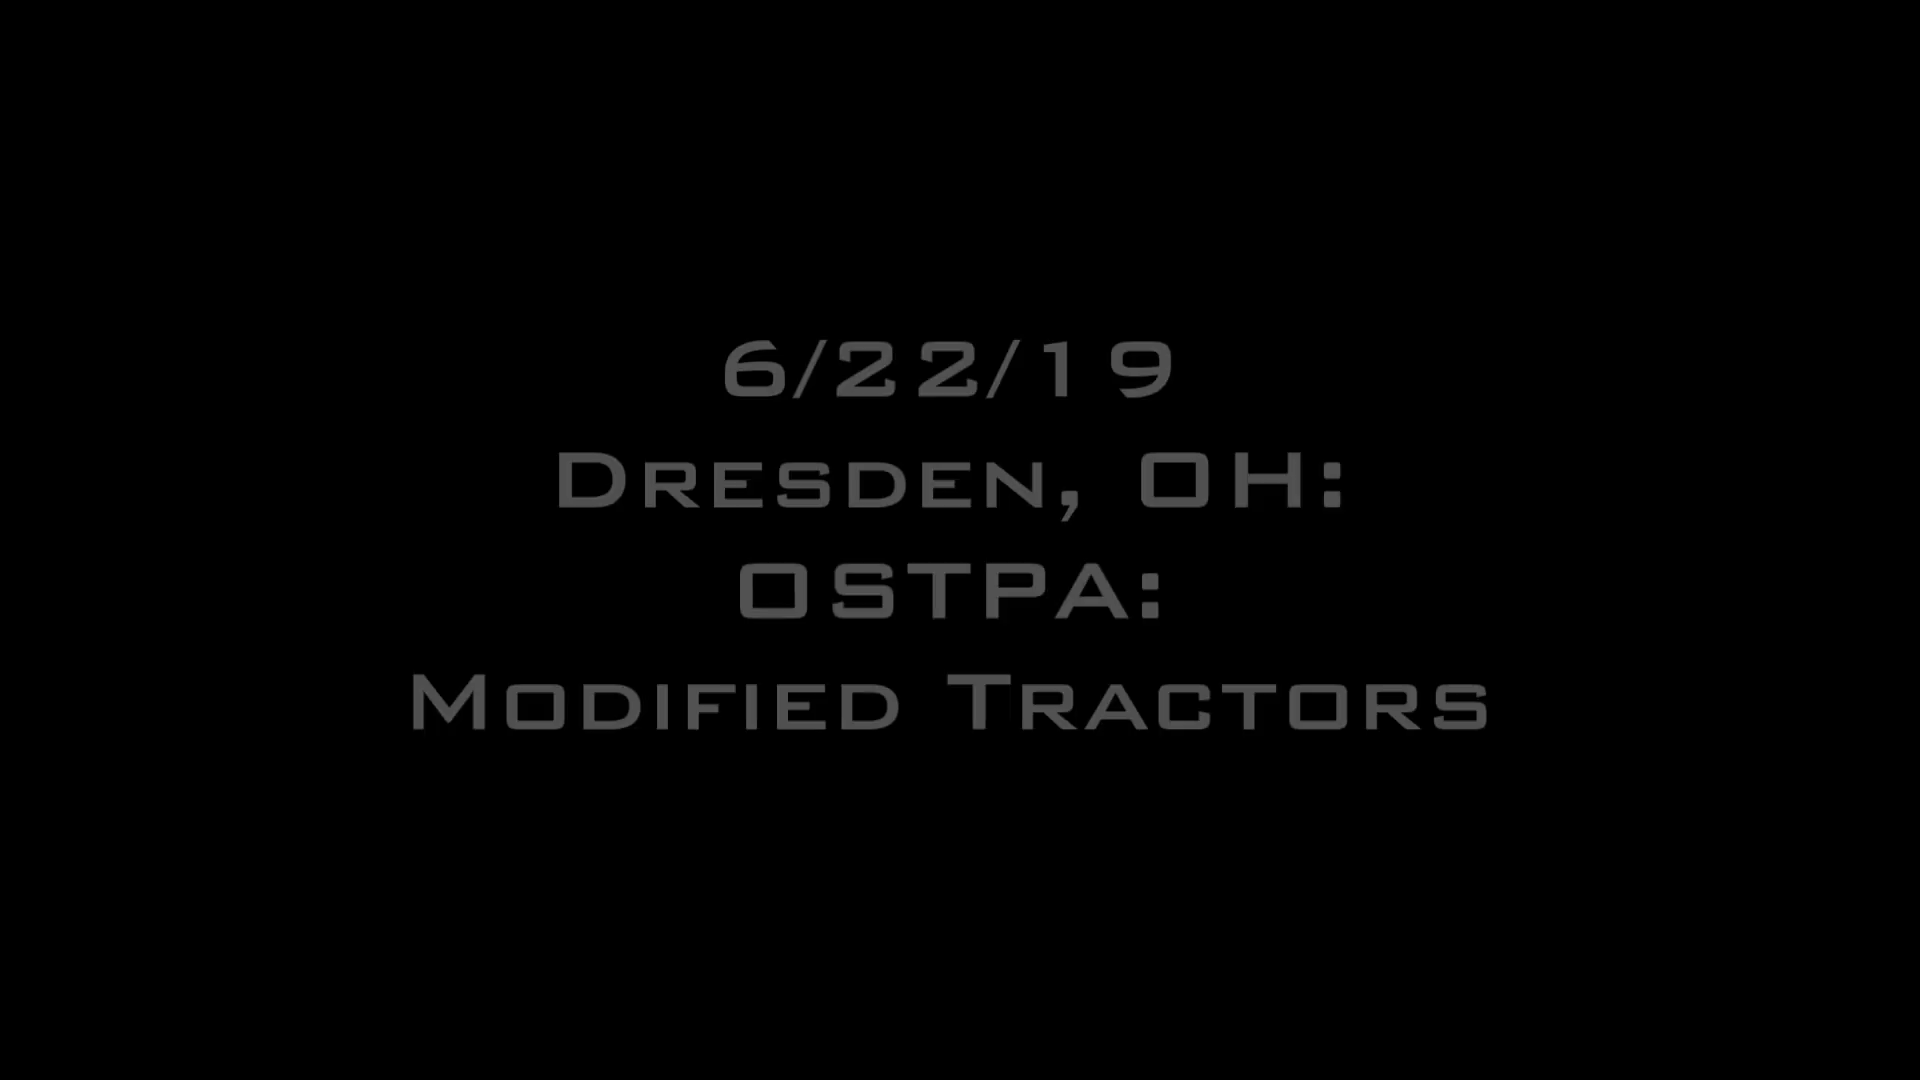 6/22/19
Dresden, OH:
OSTPA:
Modified Tractors